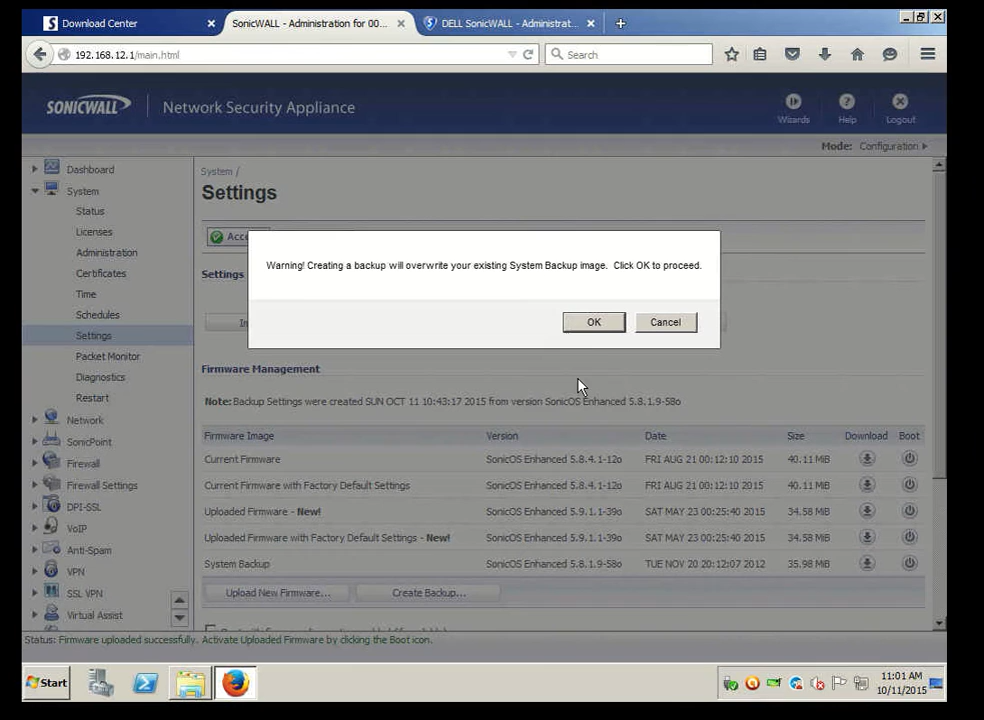 Download Center
SonicWALL - Administration for 00...
DELL SonicWALL - Administrat...
192.168.12.1/main.html
Search
SONICWALL
Network Security Appliance
Wizards
Help
Logout
Mode: Configuration
Dashboard
System
Status
Licenses
Administration
Certificates
Time
Schedules
Settings
Packet Monitor
Diagnostics
Restart
Network
SonicPoint
Firewall
Firewall Settings
DPI-SSL
VoIP
Anti-Spam
VPN
SSL VPN
Virtual Assist
System /
Settings
Acce
Settings
Warning! Creating a backup will overwrite your existing System Backup image. Click OK to proceed.
OK
Cancel
Firmware Management
Note: Backup Settings were created SUN OCT 11 10:43:17 2015 from version SonicOS Enhanced 5.8.1.9-58o
Firmware Image Version Date Size Download Boot
Current Firmware SonicOS Enhanced 5.8.4.1-12o FRI AUG 21 00:12:10 2015 40.11 MiB
Current Firmware with Factory Default Settings SonicOS Enhanced 5.8.4.1-12o FRI AUG 21 00:12:10 2015 40.11 MiB
Uploaded Firmware - New! SonicOS Enhanced 5.9.1.1-39o SAT MAY 23 00:25:40 2015 34.58 MiB
Uploaded Firmware with Factory Default Settings - New! SonicOS Enhanced 5.9.1.1-39o SAT MAY 23 00:25:40 2015 34.58 MiB
System Backup SonicOS Enhanced 5.8.1.9-58o TUE NOV 20 20:12:07 2012 35.98 MiB
Upload New Firmware...
Create Backup...
Status: Firmware uploaded successfully. Activate Uploaded Firmware by clicking the Boot icon.
Start
11:01 AM
10/11/2015